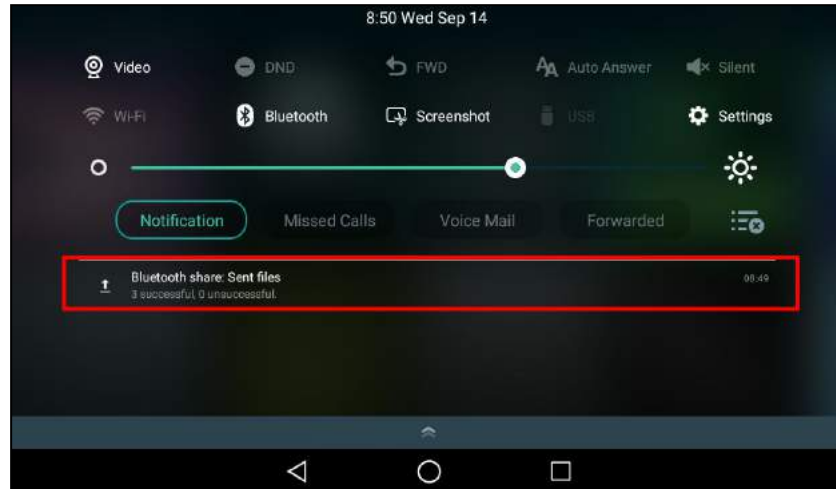 8:50 Wed Sep 14
Video DND FWD Auto Answer Silent
Wi-Fi Bluetooth Screenshot USB Settings
Notification Missed Calls Voice Mail Forwarded
Bluetooth share: Sent files 08:49
3 successful, 0 unsuccessful.